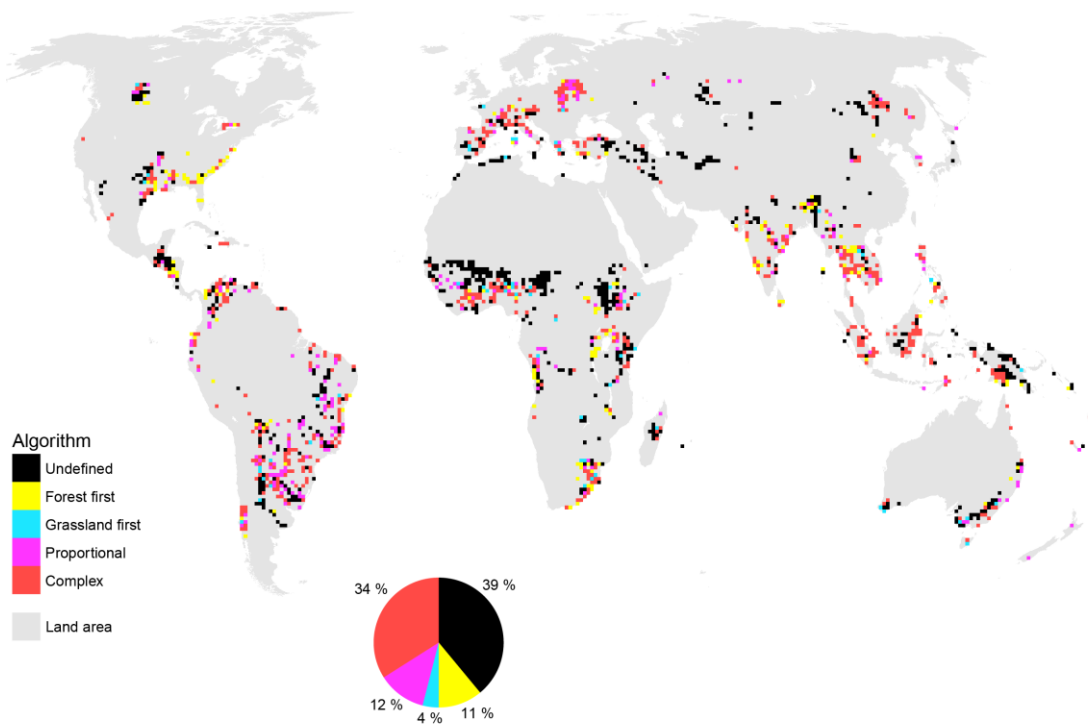 Algorithm
Undefined
Forest first
Grassland first
Proportional
Complex
Land area
34 %
39 %
12 %
4 %
11 %